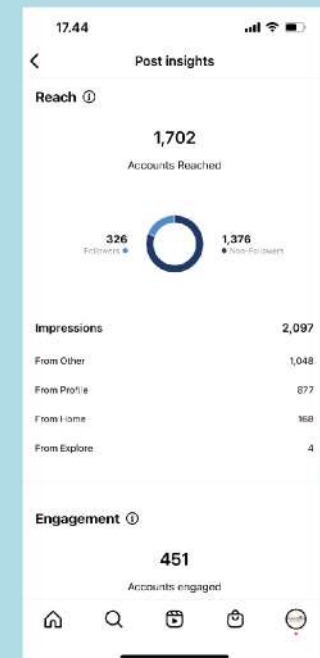 17.44
Post insights
Reach
1,702
Accounts Reached
326
Followers
1,376
Non-Followers
Impressions 2,097
From Other 1,048
From Profile 877
From Home 168
From Explore 4
Engagement
451
Accounts engaged